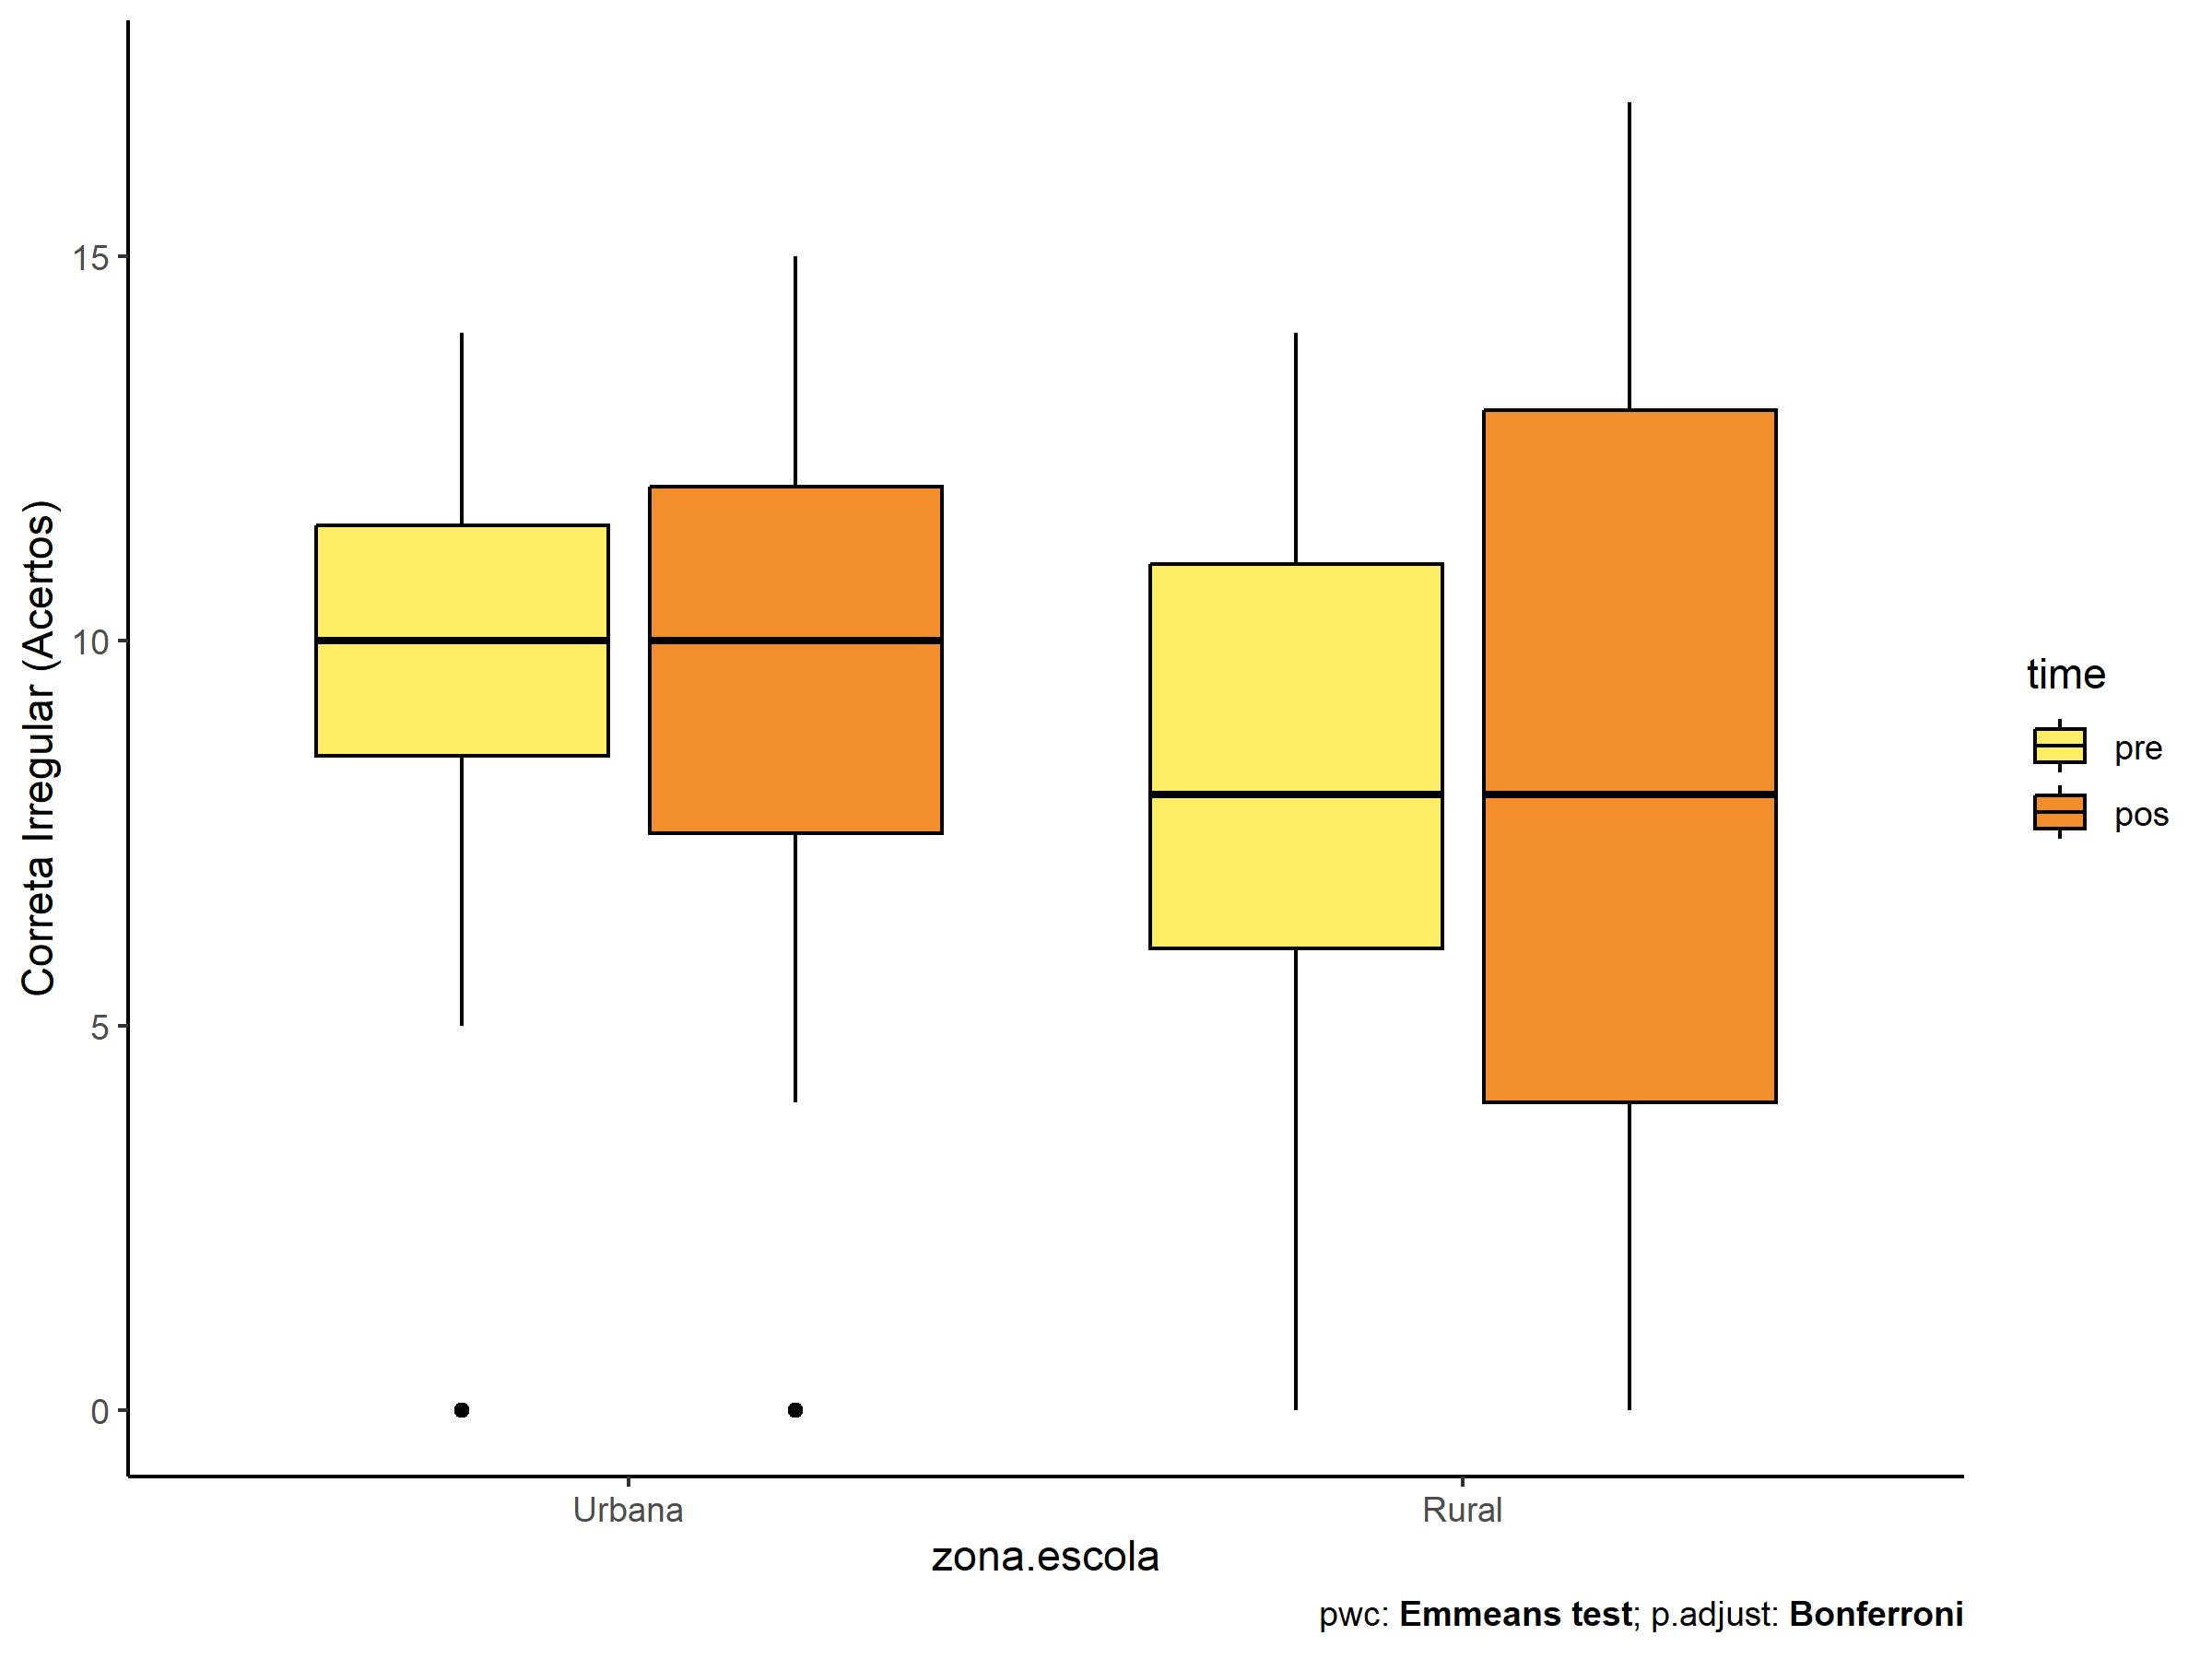 Correta Irregular (Acertos)
15
10
5
0
Urbana
Rural
zona.escola
time
pre
pos
pwc: Emmeans test; p.adjust: Bonferroni